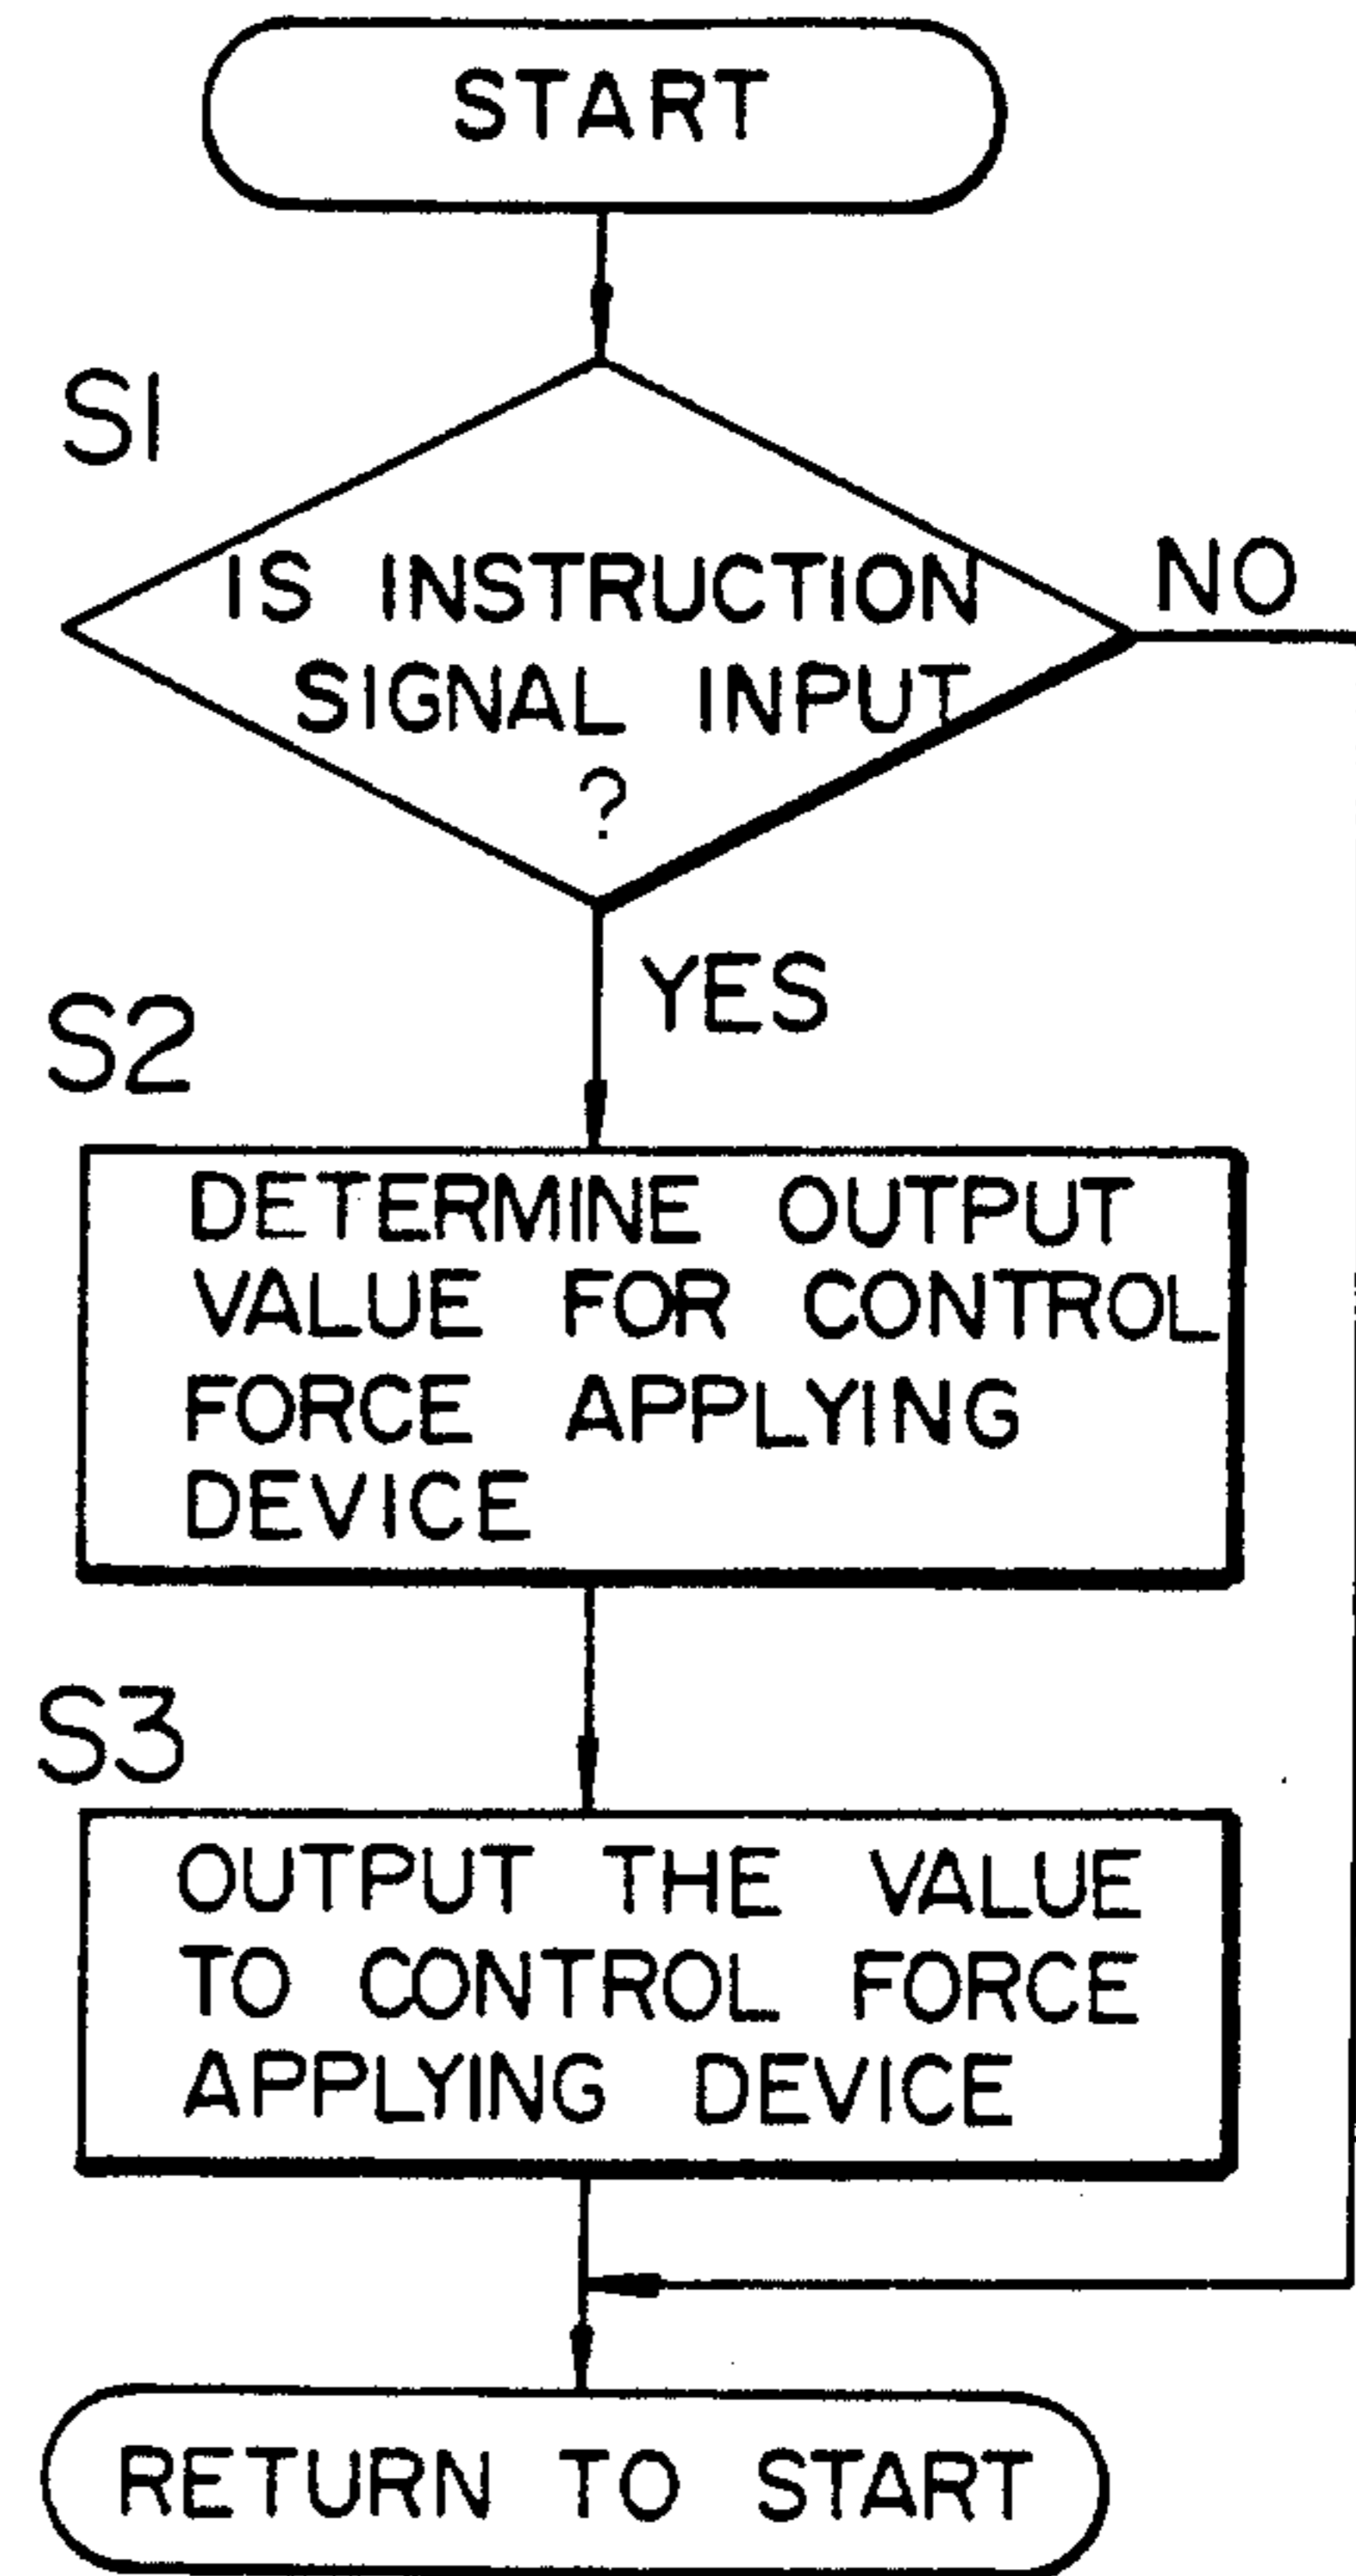 START
S1
IS INSTRUCTION
SIGNAL INPUT
?
NO
YES
S2
DETERMINE OUTPUT
VALUE FOR CONTROL
FORCE APPLYING
DEVICE
S3
OUTPUT THE VALUE
TO CONTROL FORCE
APPLYING DEVICE
RETURN TO START